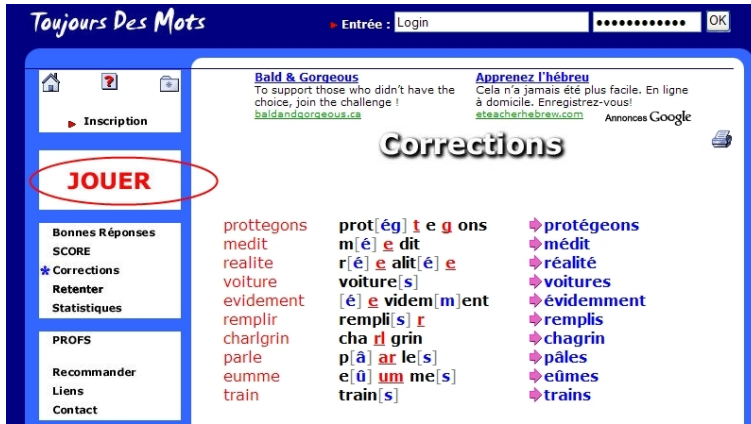 Toujours Des Mots
Entrée : Login •••••••••••• OK
Bald & Gorgeous
To support those who didn't have the
choice, join the challenge !
baldandgorgeous.ca
Apprenez l'hébreu
Cela n'a jamais été plus facile. En ligne
à domicile. Enregistrez-vous!
eteacherhebrew.com
Annonces Google
?
Inscription
Corrections
JOUER
Bonnes Réponses
SCORE
* Corrections
Retenter
Statistiques
PROFS
Recommander
Liens
Contact
prottegons prot[ég] t e g ons protégeons
medit m[é] e dit médit
realite r[é] e alit[é] e réalité
voiture voiture[s] voitures
evidement [é] e videm[m]ent évidemment
remplir rempli[s] r remplis
charlgrin cha rl grin chagrin
parle p[â] ar le[s] pâles
eumme e[û] um me[s] eûmes
train train[s] trains